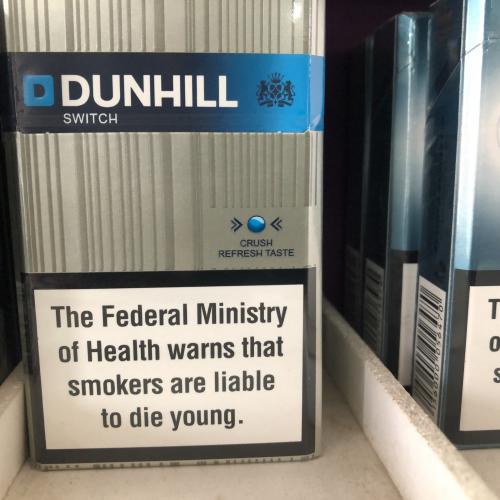 DUNHILL
SWITCH
CRUSH
REFRESH TASTE
The Federal Ministry
of Health warns that
smokers are liable
to die young.